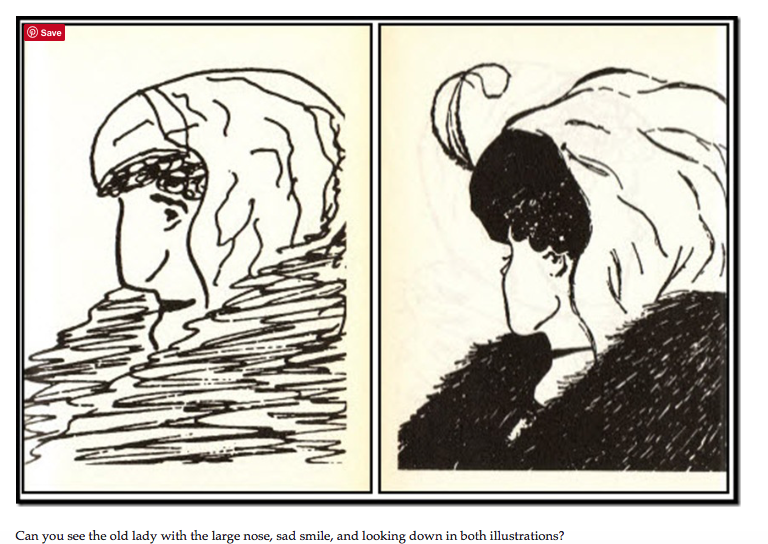 Save
Can you see the old lady with the large nose, sad smile, and looking down in both illustrations?